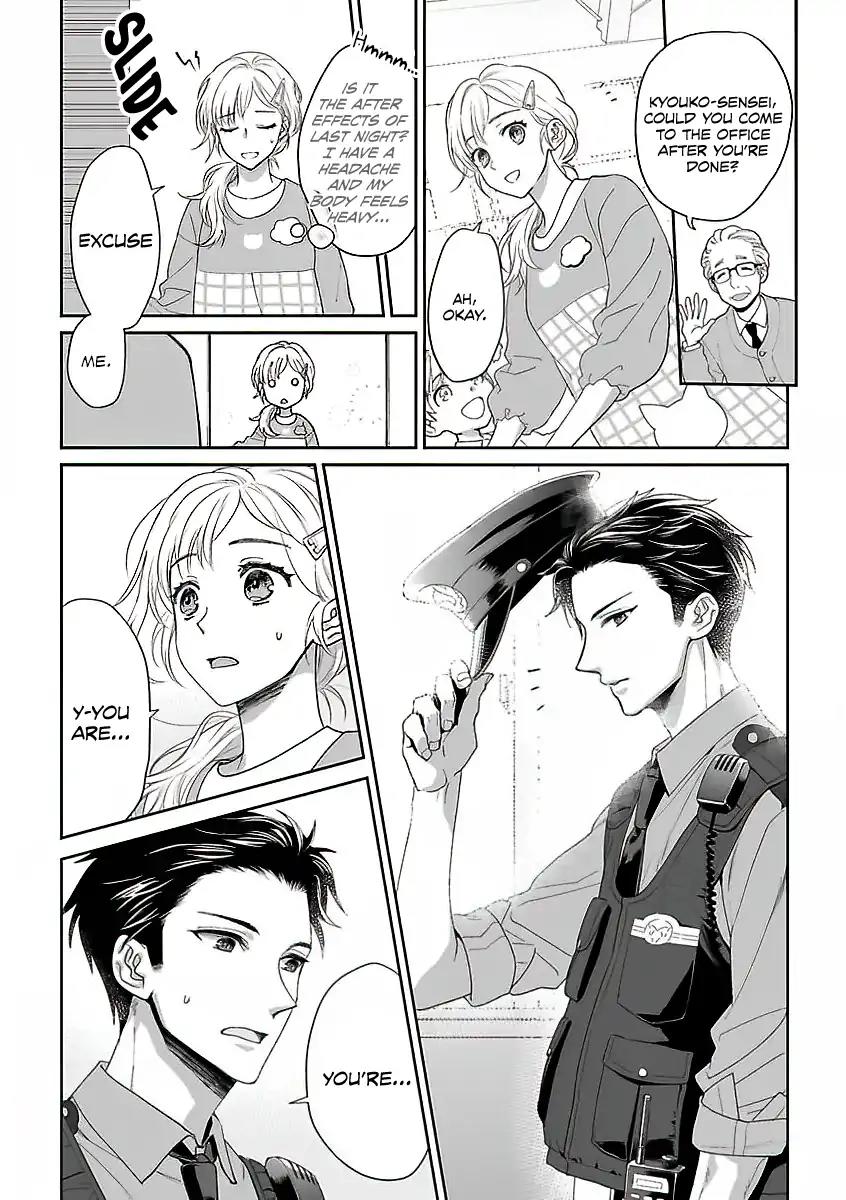 KYOUKO-SENSEI,
COULD YOU COME
TO THE OFFICE
AFTER YOU'RE
DONE?
AH,
OKAY.
Hmmm...
IS IT
THE AFTER
EFFECTS OF
LAST NIGHT?
I HAVE A
HEADACHE
AND MY
BODY FEELS
HEAVY...
SLIDE
EXCUSE
ME.
Y-YOU
ARE...
YOU'RE...